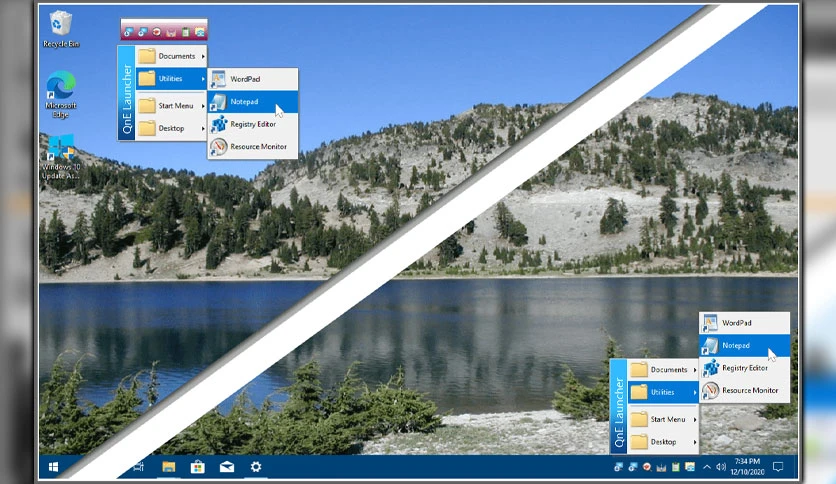 Recycle Bin
Microsoft
Edge
Windows 10
Update As...
QnE Launcher
Documents
Utilities
Start Menu
Desktop
WordPad
Notepad
Registry Editor
Resource Monitor
WordPad
Notepad
Registry Editor
Resource Monitor
QnE Launcher
Documents
Utilities
Start Menu
Desktop
7:34 PM
12/10/2020